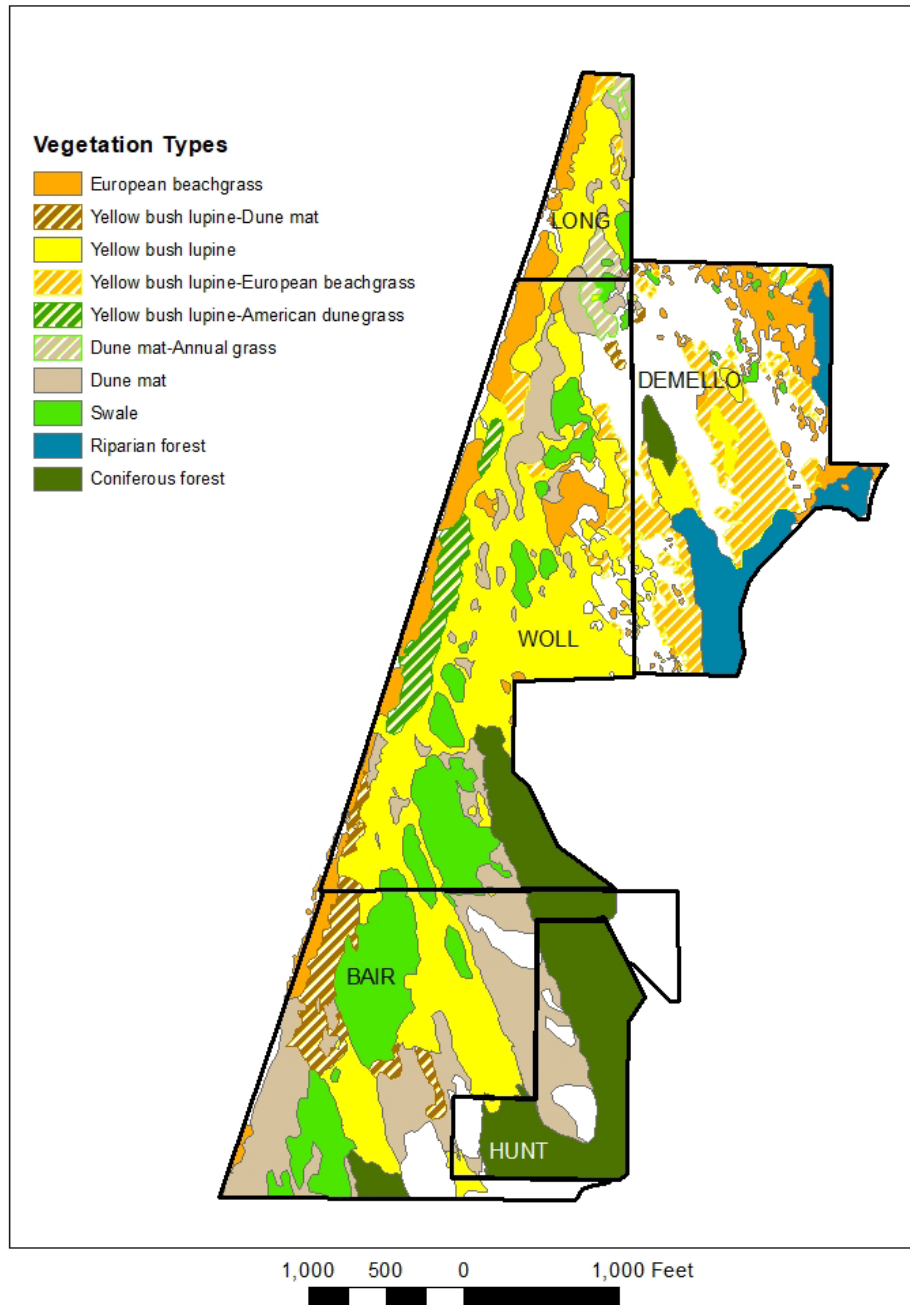 Vegetation Types
European beachgrass
Yellow bush lupine-Dune mat
Yellow bush lupine
Yellow bush lupine-European beachgrass
Yellow bush lupine-American dunegrass
Dune mat-Annual grass
Dune mat
Swale
Riparian forest
Coniferous forest
LONG
DEMELLO
WOLL
BAIR
HUNT
1,000 500 0 1,000 Feet